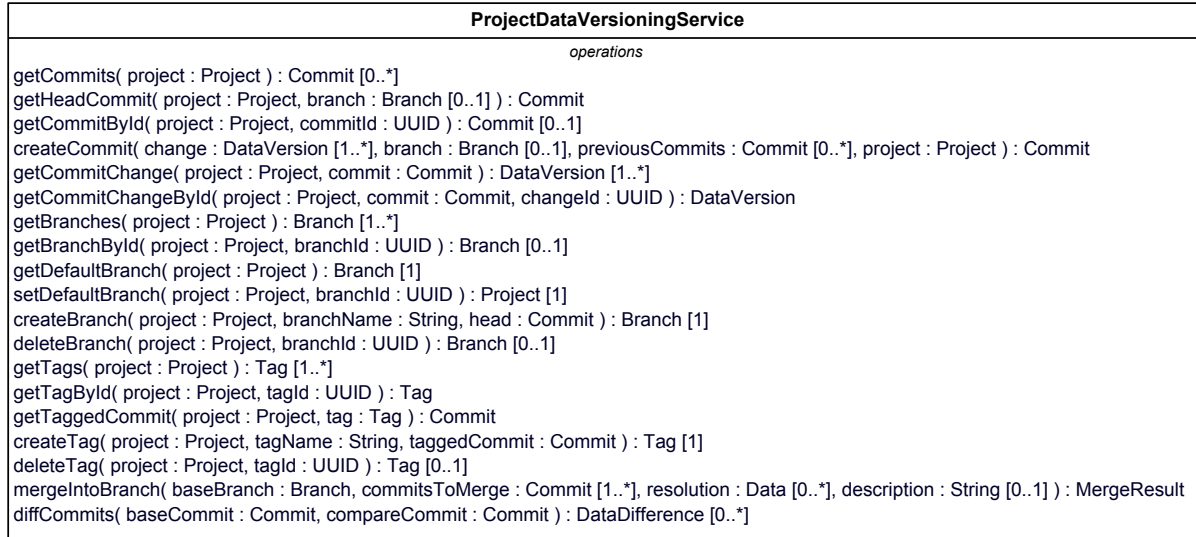 ProjectDataVersioningService
operations
getCommits( project : Project ) : Commit [0..*]
getHeadCommit( project : Project, branch : Branch [0..1] ) : Commit
getCommitById( project : Project, commitId : UUID ) : Commit [0..1]
createCommit( change : DataVersion [1..*], branch : Branch [0..1], previousCommits : Commit [0..*], project : Project ) : Commit
getCommitChange( project : Project, commit : Commit ) : DataVersion [1..*]
getCommitChangeById( project : Project, commit : Commit, changeId : UUID ) : DataVersion
getBranches( project : Project ) : Branch [1..*]
getBranchById( project : Project, branchId : UUID ) : Branch [0..1]
getDefaultBranch( project : Project ) : Branch [1]
setDefaultBranch( project : Project, branchId : UUID ) : Project [1]
createBranch( project : Project, branchName : String, head : Commit ) : Branch [1]
deleteBranch( project : Project, branchId : UUID ) : Branch [0..1]
getTags( project : Project ) : Tag [1..*]
getTagById( project : Project, tagId : UUID ) : Tag
getTaggedCommit( project : Project, tag : Tag ) : Commit
createTag( project : Project, tagName : String, taggedCommit : Commit ) : Tag [1]
deleteTag( project : Project, tagId : UUID ) : Tag [0..1]
mergeIntoBranch( baseBranch : Branch, commitsToMerge : Commit [1..*], resolution : Data [0..*], description : String [0..1] ) : MergeResult
diffCommits( baseCommit : Commit, compareCommit : Commit ) : DataDifference [0..*]